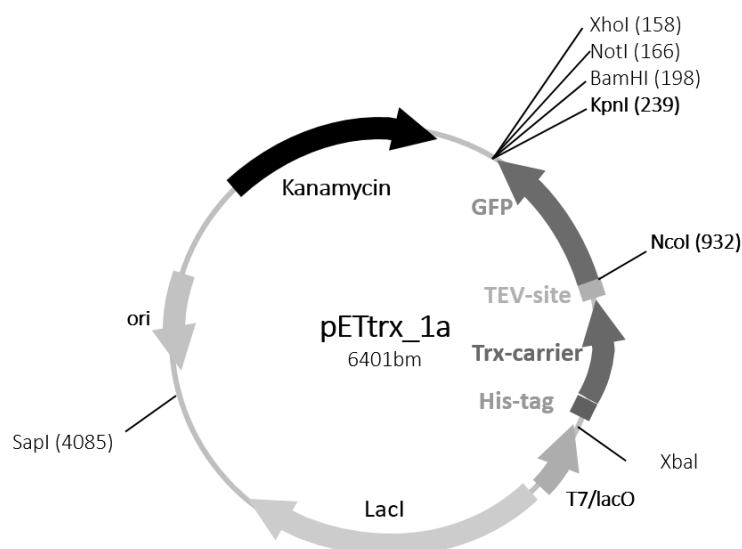 XhoI (158)
NotI (166)
BamHI (198)
KpnI (239)
Kanamycin
GFP
NcoI (932)
TEV-site
ori
pETtrx_1a
6401bm
Trx-carrier
His-tag
SapI (4085)
XbaI
T7/lacO
LacI